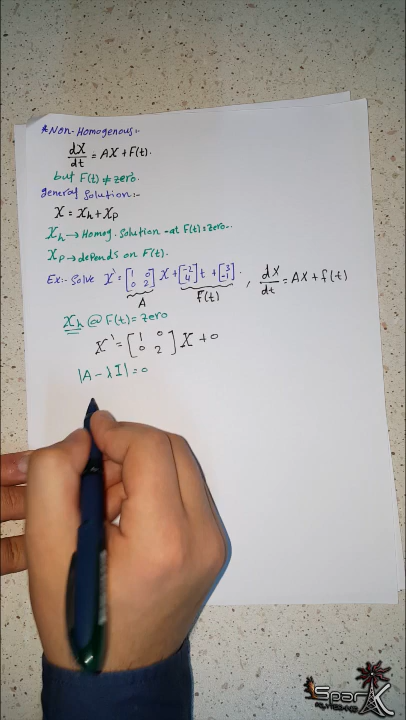 * Non-Homogenous:-
dX/dt = AX + F(t).
but F(t) ≠ zero.
general solution:-
X = Xh + Xp
Xh → Homog. solution at F(t) = zero.
Xp → depends on F(t).
Ex:- Solve X' = [1 0; 0 2] X + [-2; 4] t + [3; -1] , dX/dt = AX + f(t)
A F(t)
Xh @ F(t) = zero
X' = [1 0; 0 2] X + 0
|A - λI| = 0
Spark